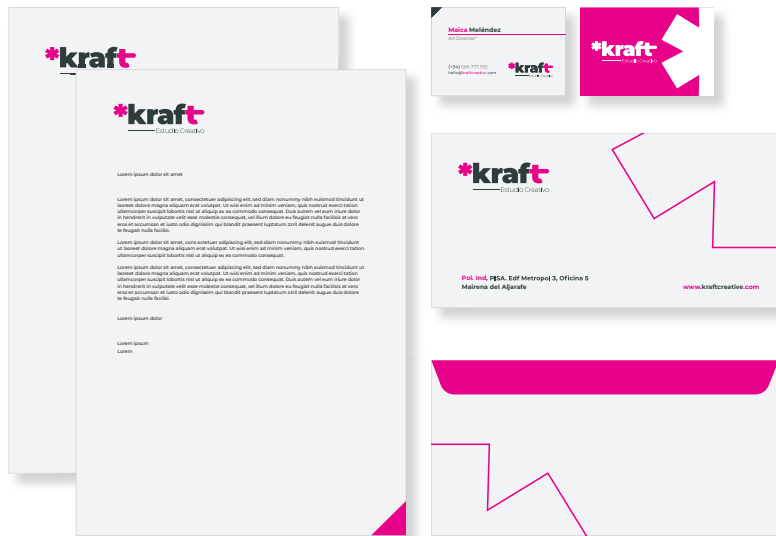 *kraft
*kraft
Estudio Creativo
Lorem ipsum dolor sit amet
Lorem ipsum dolor sit amet, consectetuer adipiscing elit, sed diam nonummy nibh euismod tincidunt ut
laoreet dolore magna aliquam erat volutpat. Ut wisi enim ad minim veniam, quis nostrud exerci tation
ullamcorper suscipit lobortis nisl ut aliquip ex ea commodo consequat. Duis autem vel eum iriure dolor
in hendrerit in vulputate velit esse molestie consequat, vel illum dolore eu feugiat nulla facilisis at vero
eros et accumsan et iusto odio dignissim qui blandit praesent luptatum zzril delenit augue duis dolore
te feugait nulla facilisi.
Lorem ipsum dolor sit amet, cons ectetuer adipiscing elit, sed diam nonummy nibh euismod tincidunt
ut laoreet dolore magna aliquam erat volutpat. Ut wisi enim ad minim veniam, quis nostrud exerci tation
ullamcorper suscipit lobortis nisl ut aliquip ex ea commodo consequat.
Lorem ipsum dolor sit amet, consectetuer adipiscing elit, sed diam nonummy nibh euismod tincidunt ut
laoreet dolore magna aliquam erat volutpat. Ut wisi enim ad minim veniam, quis nostrud exerci tation
ullamcorper suscipit lobortis nisl ut aliquip ex ea commodo consequat. Duis autem vel eum iriure dolor
in hendrerit in vulputate velit esse molestie consequat, vel illum dolore eu feugiat nulla facilisis at vero
eros et accumsan et iusto odio dignissim qui blandit praesent luptatum zzril delenit augue duis dolore
te feugait nulla facilisi.
Lorem ipsum dolor
Lorem ipsum
Lorem
Maica Meléndez
Art Director*
(+34) 666 777 555
hello@kraftcreative.com
*kraft
Estudio Creativo
*kraft
Estudio Creativo
*kraft
Estudio Creativo
Pol. Ind, PISA. Edf Metropol 3, Oficina 5
Mairena del Aljarafe
www.kraftcreative.com